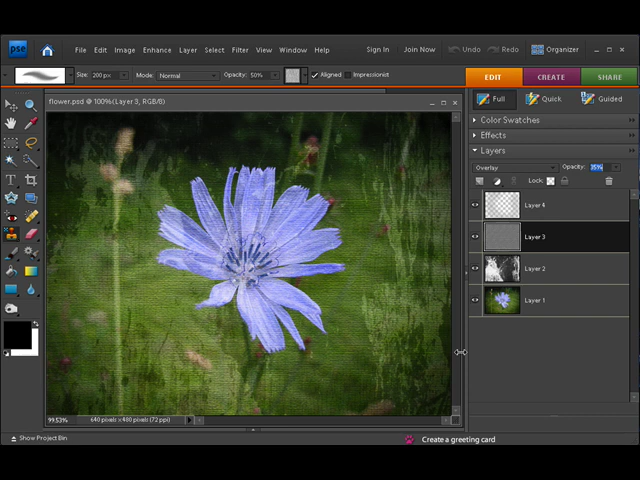 pse File Edit Image Enhance Layer Select Filter View Window Help Sign In Join Now Undo Redo Organizer
Size: 200 px Mode: Normal Opacity: 50% Aligned Impressionist EDIT CREATE SHARE
flower.psd @ 100%(Layer 3, RGB/8)
Full Quick Guided
Color Swatches
Effects
Layers
Overlay Opacity: 35%
Lock:
Layer 4
Layer 3
Layer 2
Layer 1
T
99.53% 640 pixels x 480 pixels (72 ppi)
Show Project Bin Create a greeting card